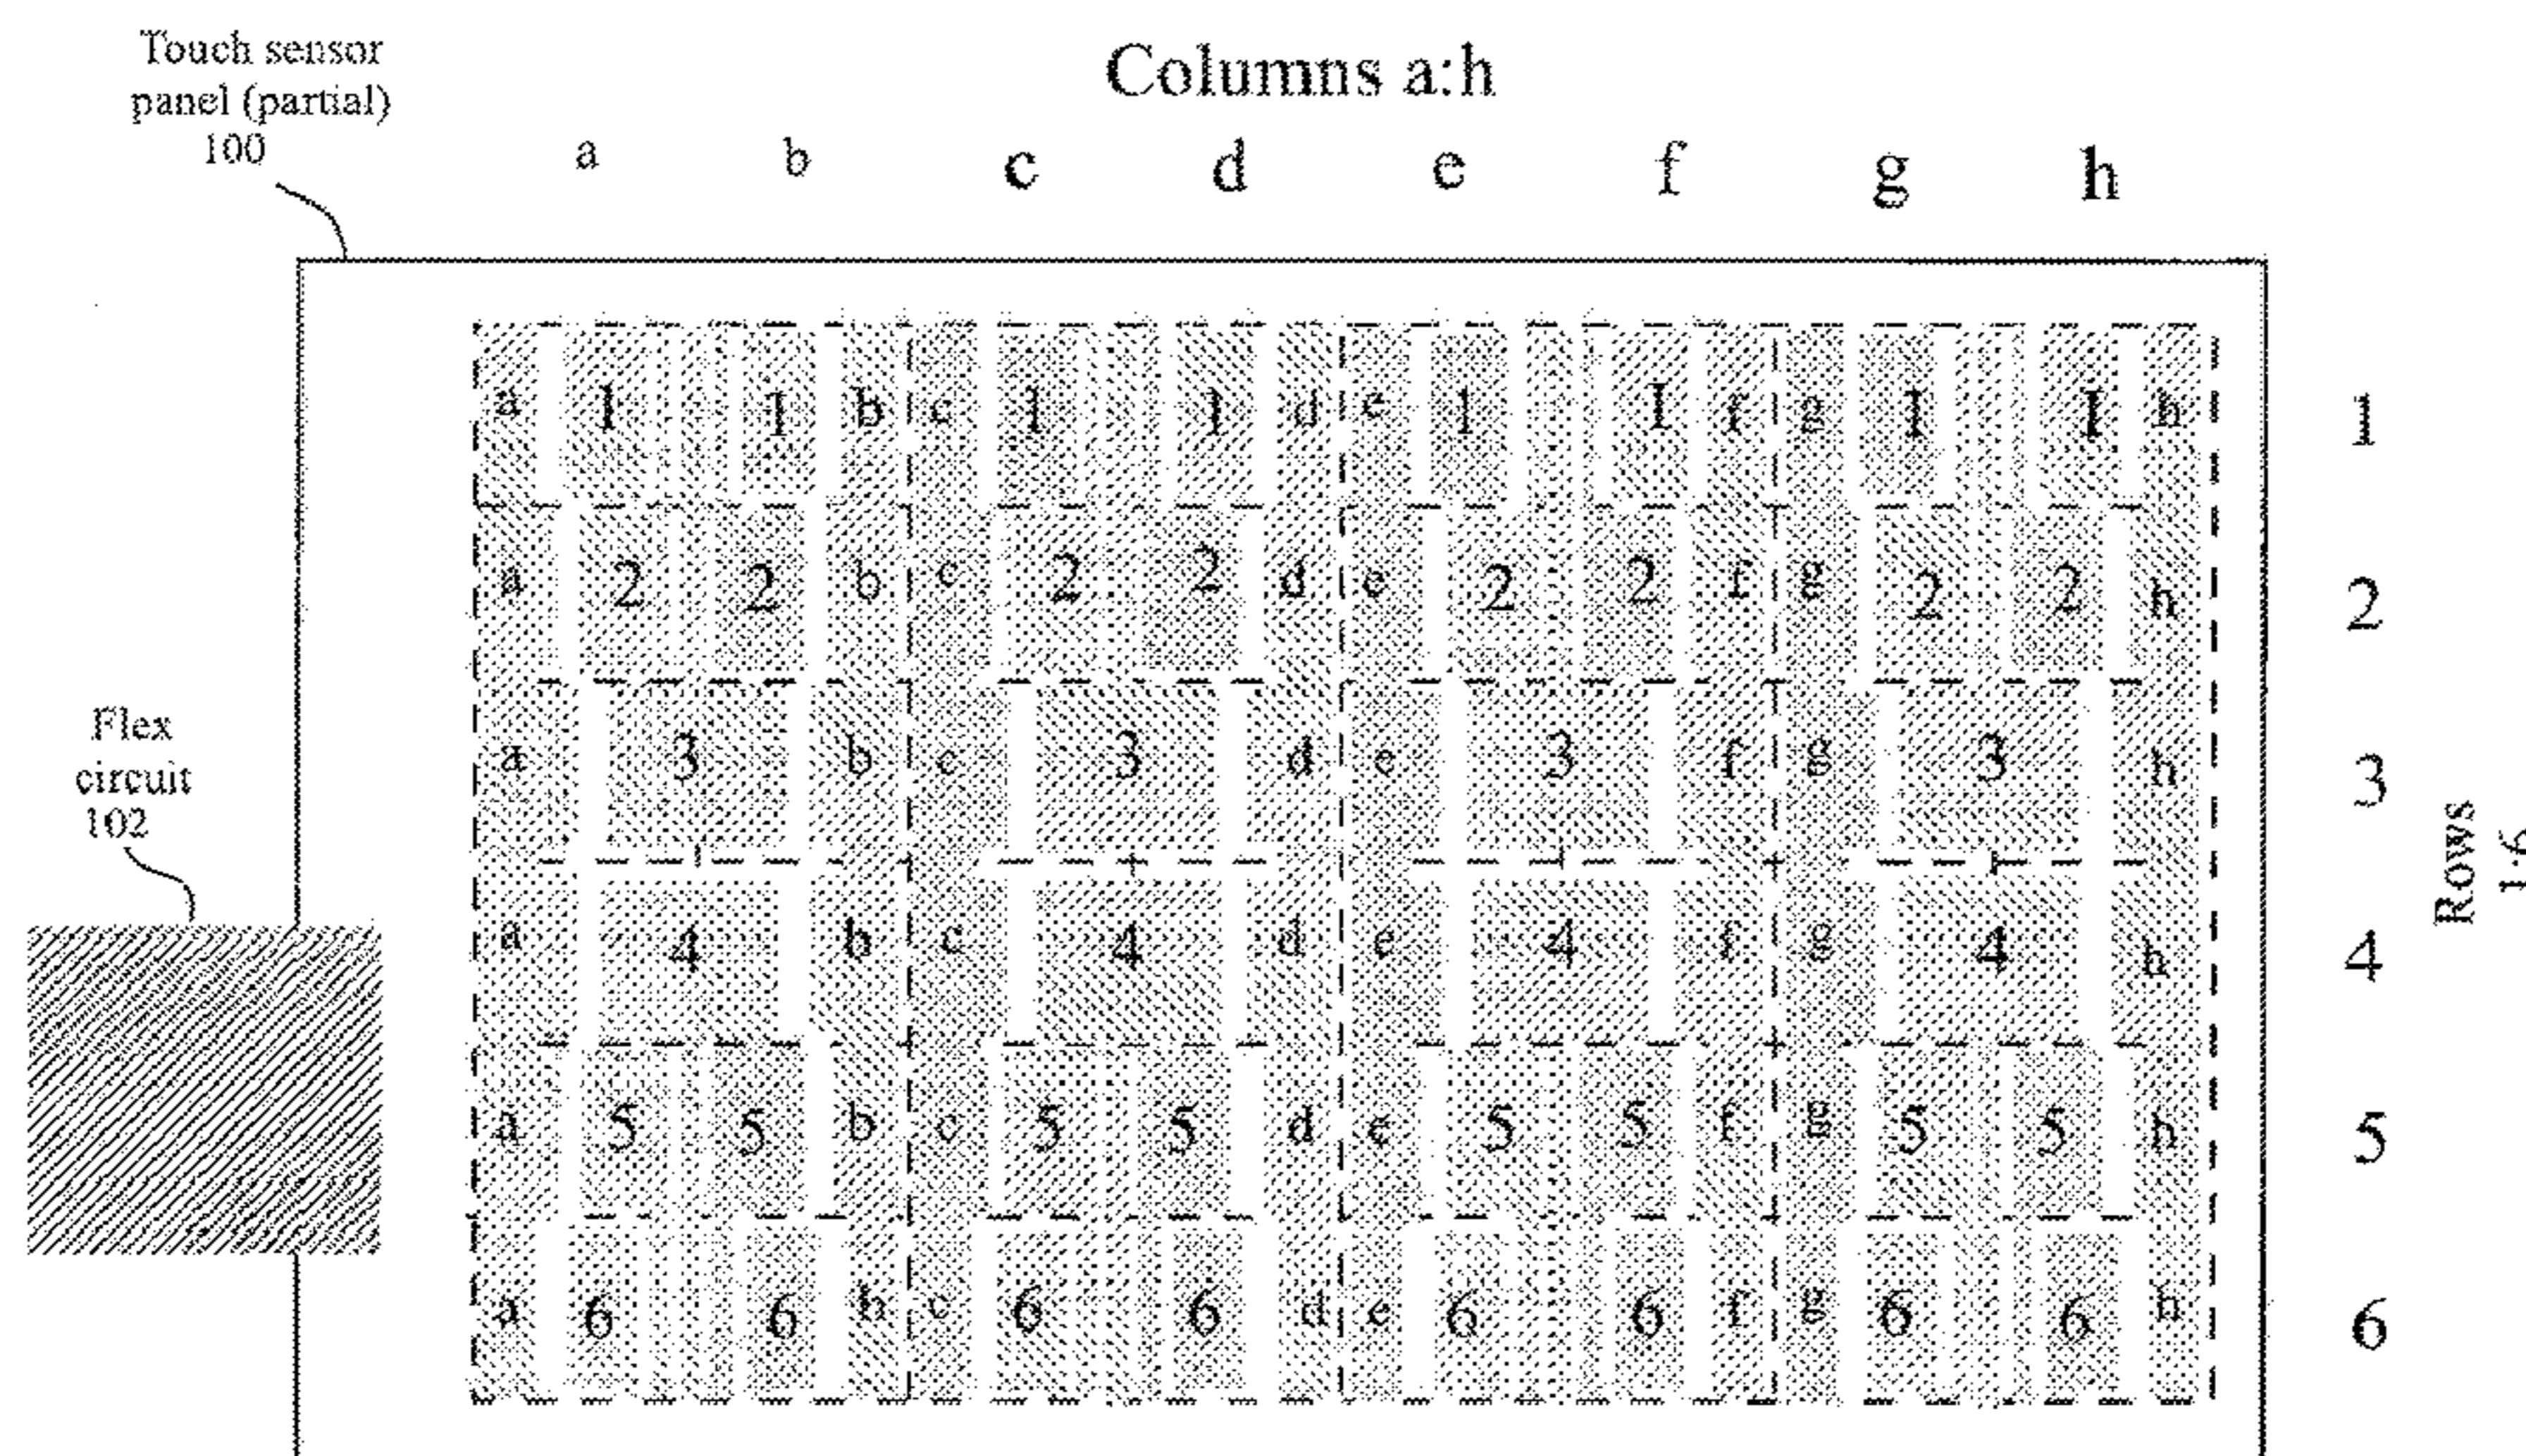 Touch sensor
panel (partial)
100
Columns a:h
a b c d e f g h
a 1 1 b c 1 1 d e 1 1 f g 1 1 h 1
a 2 2 b c 2 2 d e 2 2 f g 2 2 h 2
a 3 b c 3 d e 3 f g 3 h 3
Flex
circuit
102
Rows
1:6
a 4 b c 4 d e 4 f g 4 h 4
a 5 5 b c 5 5 d e 5 5 f g 5 5 h 5
a 6 6 h c 6 6 d e 6 6 f g 6 6 h 6